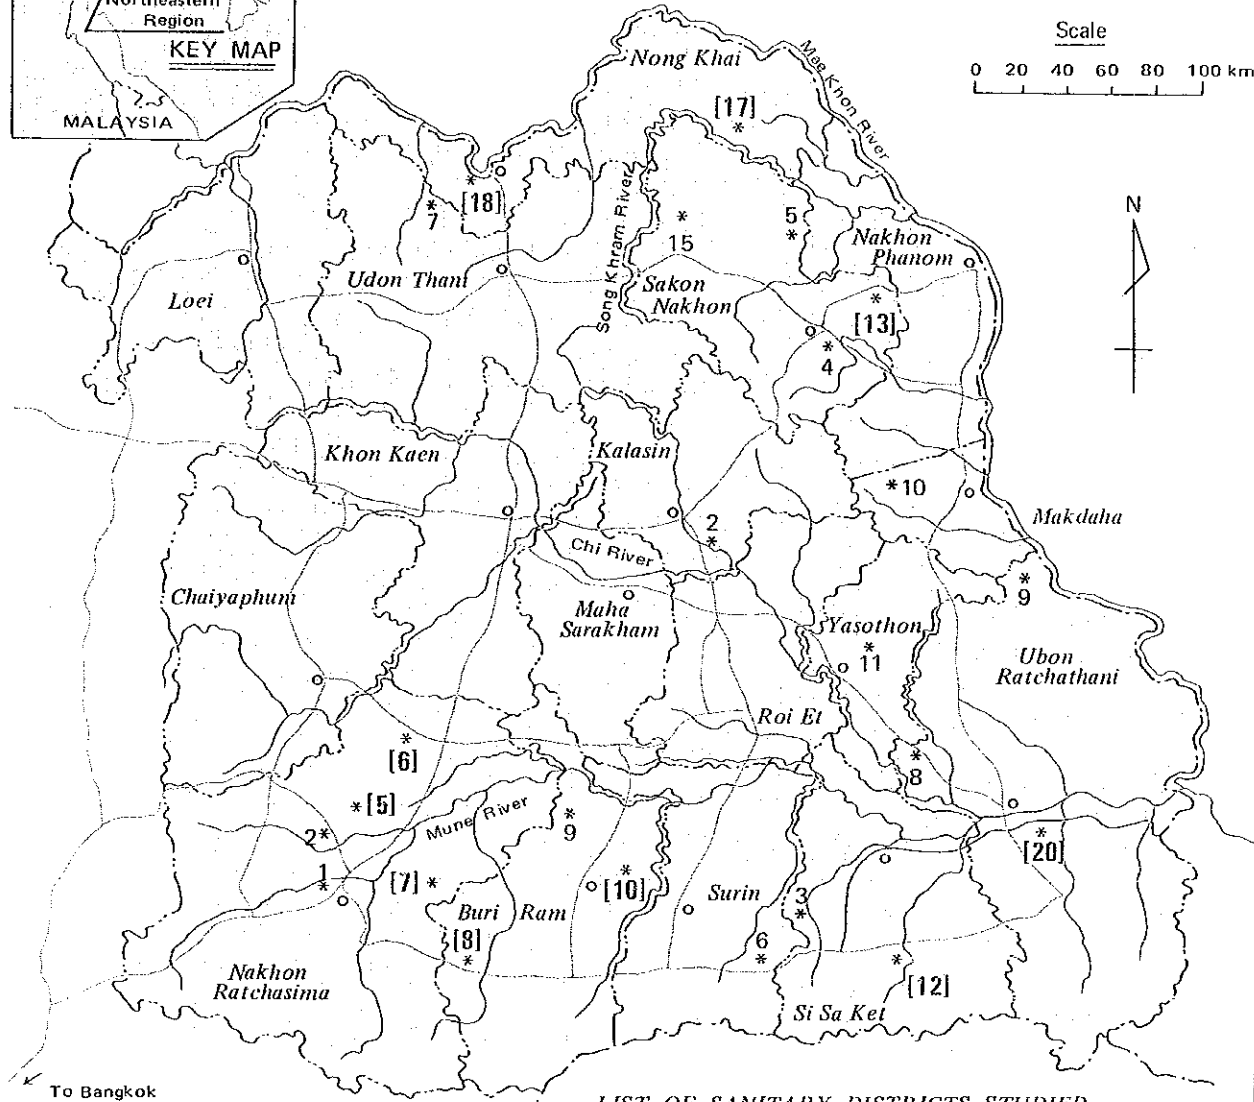 Northeastern
Region
KEY MAP
MALAYSIA
Scale
0 20 40 60 80 100 km
Nong Khai
Mae Khon River
[17]
*
N
*
[18]
*
7
Song Khram River
*
15
5
*
Nakhon
Phanom
Loei
Udon Thani
Sakon
Nakhon
*
[13]
*
4
Khon Kaen
Kalasin
*10
Makdaha
2
*
Chi River
*
9
Chaiyaphum
Maha
Sarakham
Yasothon
*
11
Ubon
Ratchathani
Roi Et
*
[6]
*
8
*[5]
Mune River
*
9
2*
*
[20]
1
*
[7]*
*
[10]
Surin
3
*
Buri Ram
[8]
*
6
*
*
[12]
Nakhon
Ratchasima
Si Sa Ket
To Bangkok
LIST OF SANITARY DISTRICTS STUDIED